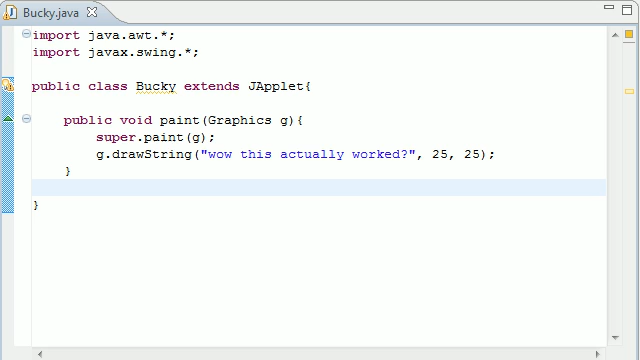 Bucky.java
import java.awt.*;
import javax.swing.*;
public class Bucky extends JApplet{
public void paint(Graphics g){
super.paint(g);
g.drawString("wow this actually worked?", 25, 25);
}
}